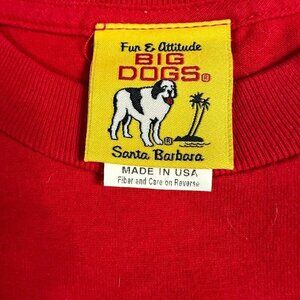 Fun & Attitude
BIG
DOGS®
®
Santa Barbara
MADE IN USA
Fiber and Care on Reverse